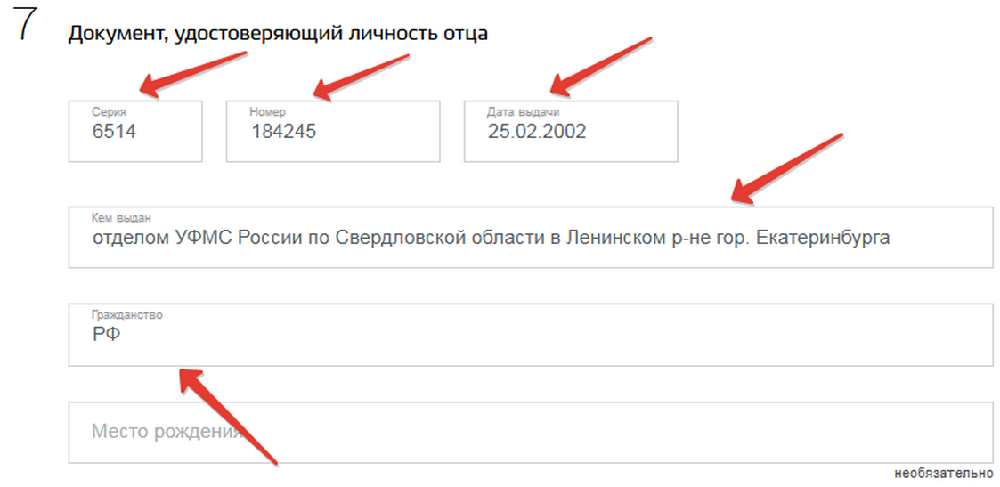 7
Документ, удостоверяющий личность отца
Серия Номер Дата выдачи
6514 184245 25.02.2002
Кем выдан
отделом УФМС России по Свердловской области в Ленинском р-не гор. Екатеринбурга
Гражданство
РФ
Место рождения
необязательно